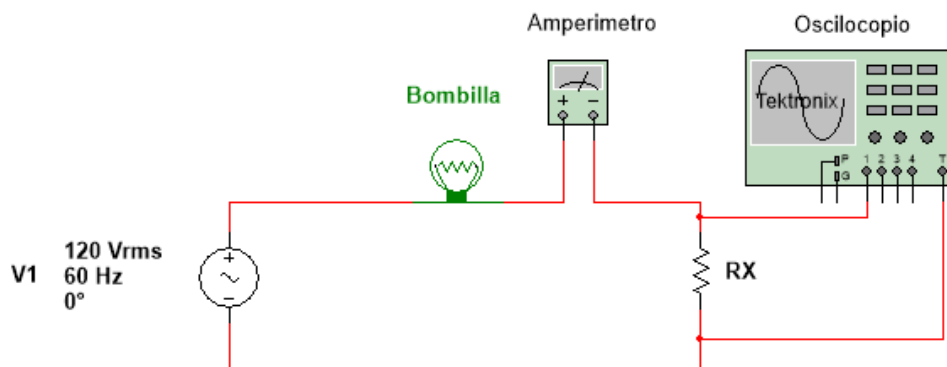 Amperimetro
Oscilocopio
Bombilla
+ −
Tektronix
P
G
1 2 3 4 T
V1
120 Vrms
60 Hz
0°
+
−
RX